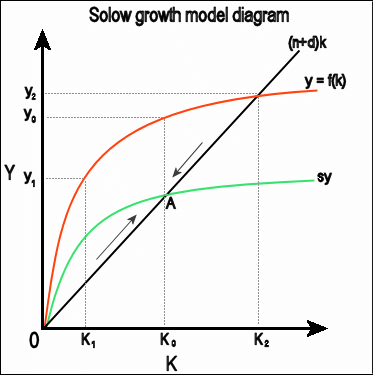 Solow growth model diagram
(n+d)k
y = f(k)
y2
y0
Y
y1
sy
A
0
K1
K0
K2
K